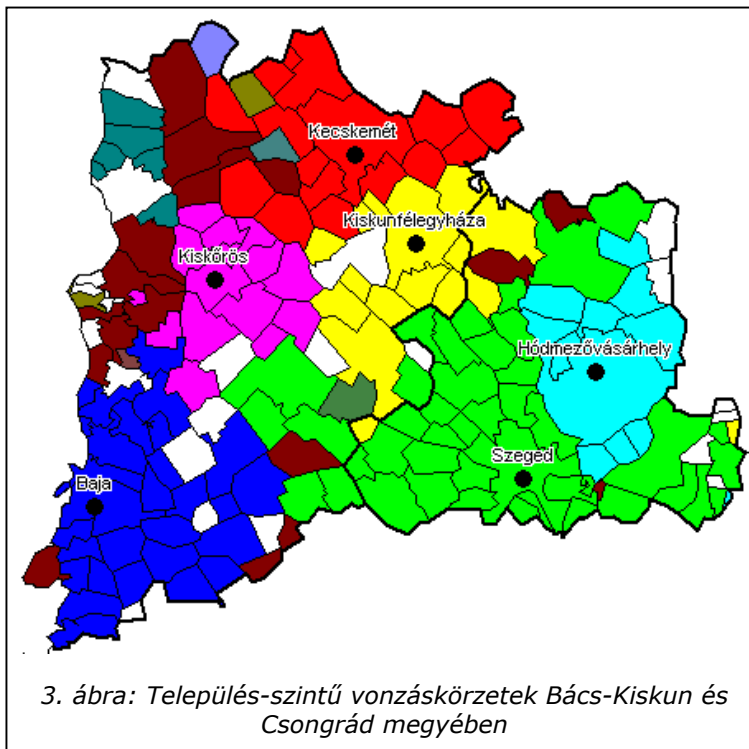 Kecskemét
Kiskunfélegyháza
Kiskőrös
Hódmezővásárhely
Szeged
Baja
3. ábra: Település-szintű vonzáskörzetek Bács-Kiskun és
Csongrád megyében